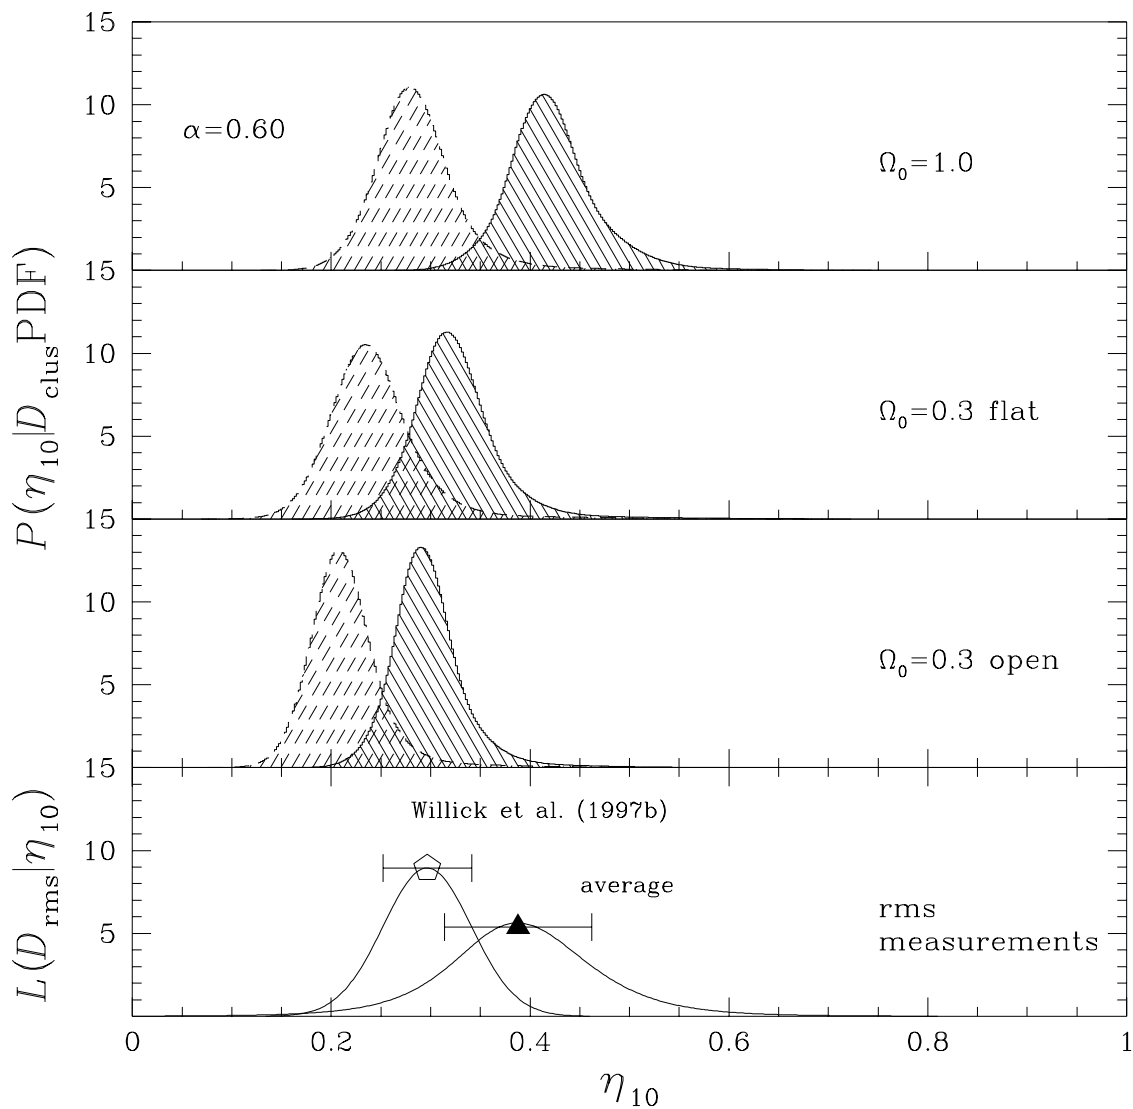 15
10
5
α=0.60
Ω₀=1.0
15
10
5
Ω₀=0.3 flat
15
10
5
Ω₀=0.3 open
15
10
5
Willick et al. (1997b)
average
rms
measurements
P(η₁₀|D_clus PDF)
L(D_rms|η₁₀)
0 0.2 0.4 0.6 0.8 1
η₁₀